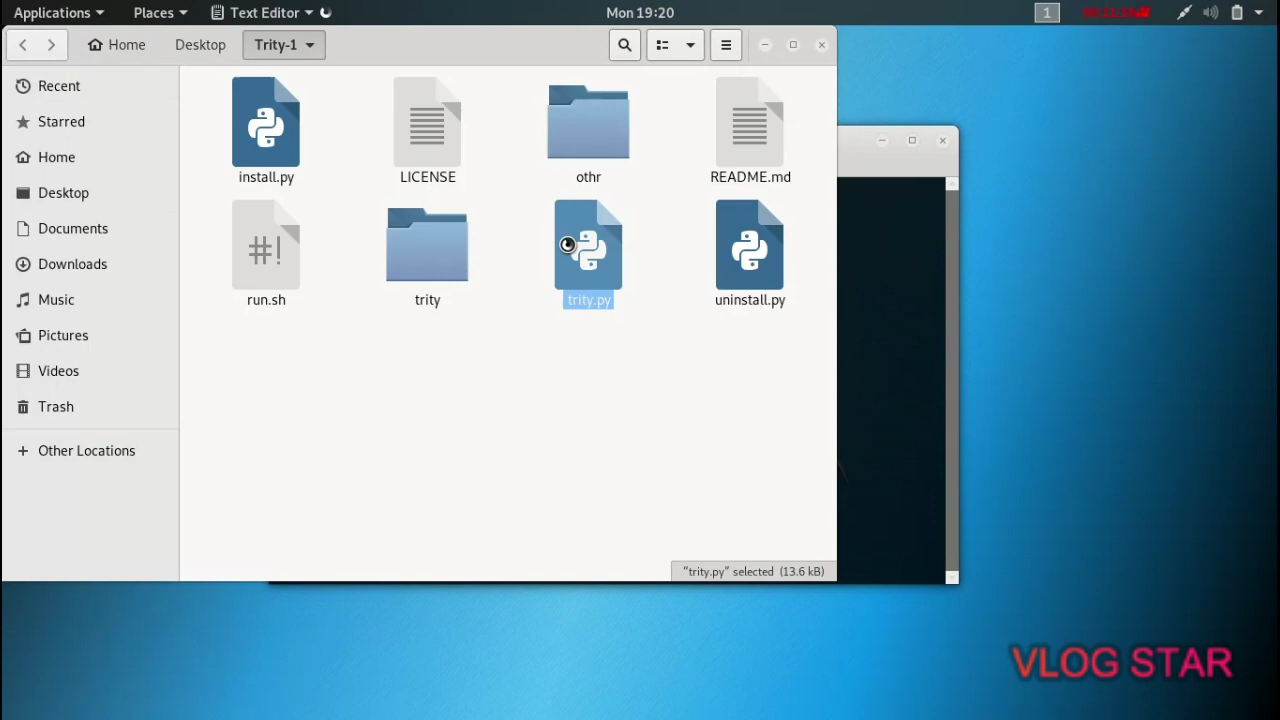 Applications Places Text Editor Mon 19:20 1
Home Desktop Trity-1
Recent
Starred
Home
Desktop
Documents
Downloads
Music
Pictures
Videos
Trash
Other Locations
install.py LICENSE othr README.md
#!
run.sh trity trity.py uninstall.py
"trity.py" selected (13.6 kB)
VLOG STAR